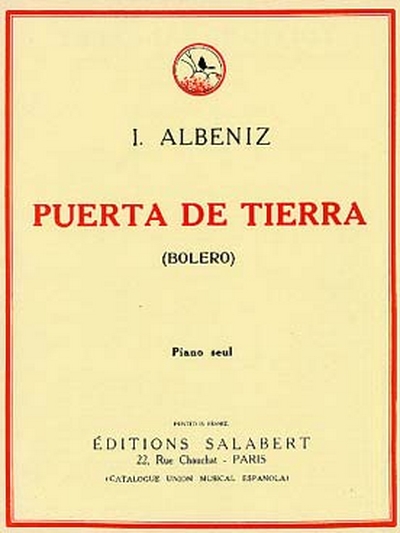 I. ALBENIZ
PUERTA DE TIERRA
(BOLERO)
Piano seul
PRINTED IN FRANCE
ÉDITIONS SALABERT
22, Rue Chauchat - PARIS
(CATALOGUE UNION MUSICAL ESPAÑOLA)